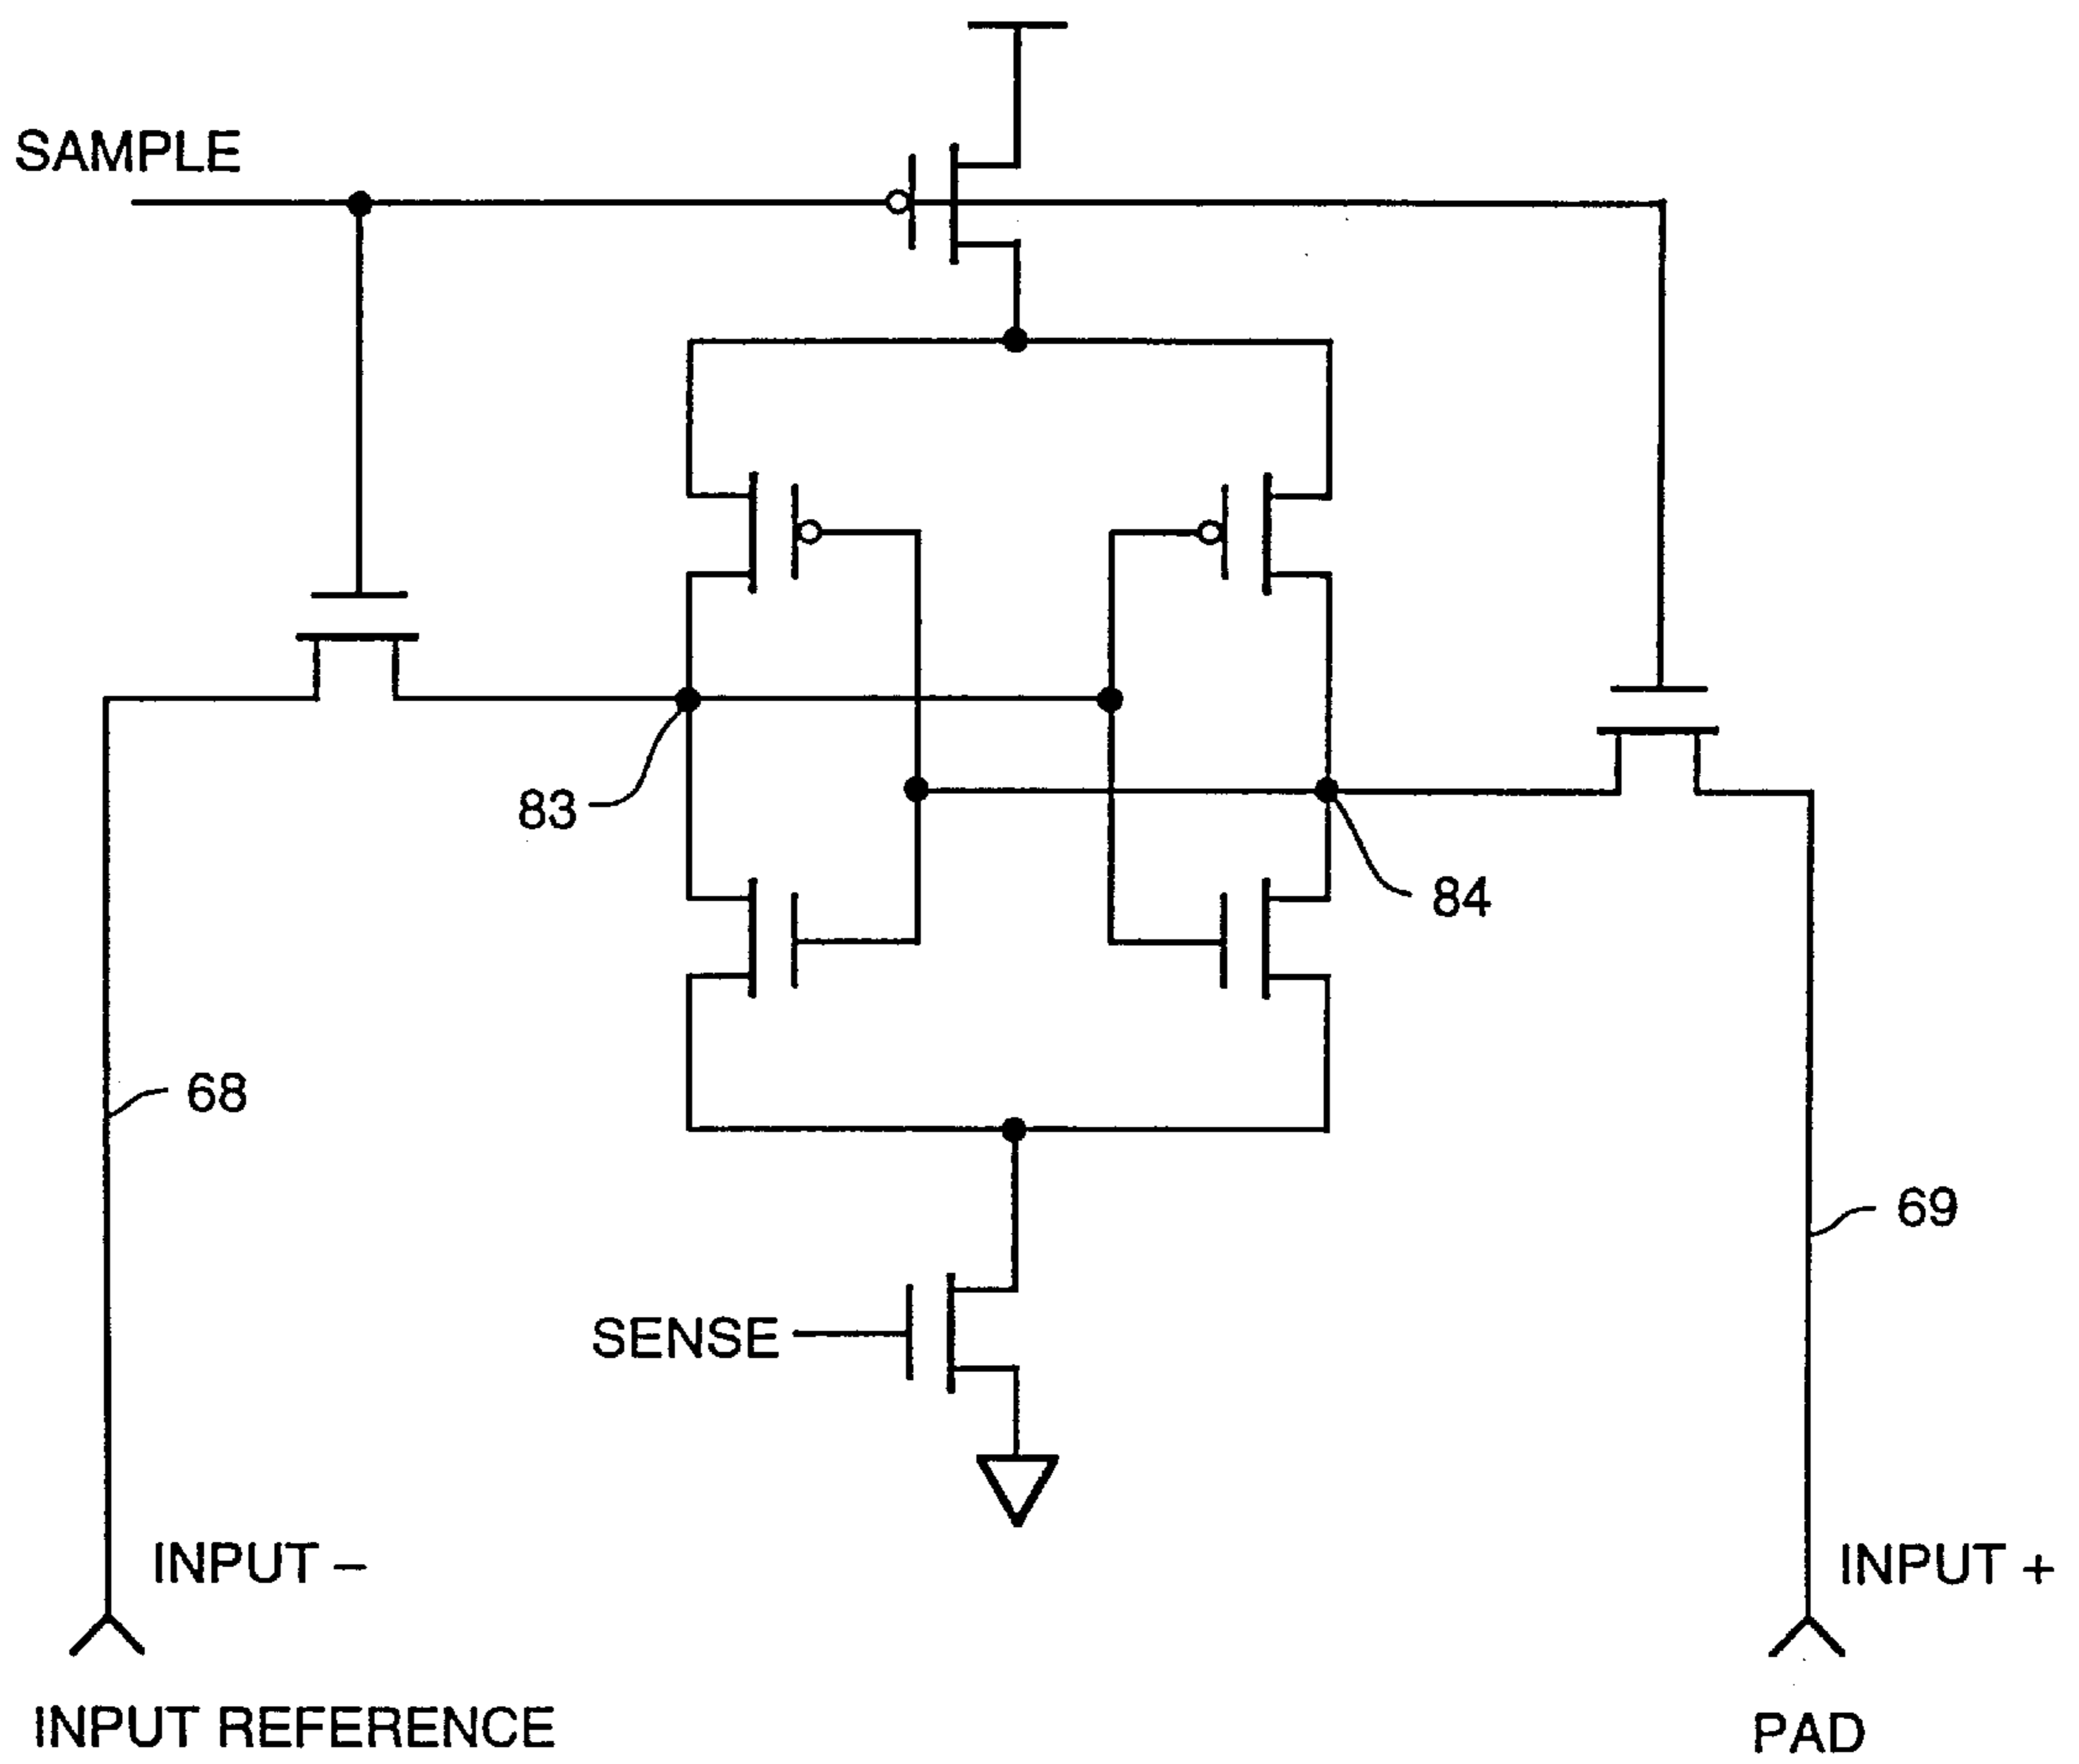 SAMPLE
83
84
68
69
SENSE
INPUT –
INPUT +
INPUT REFERENCE
PAD